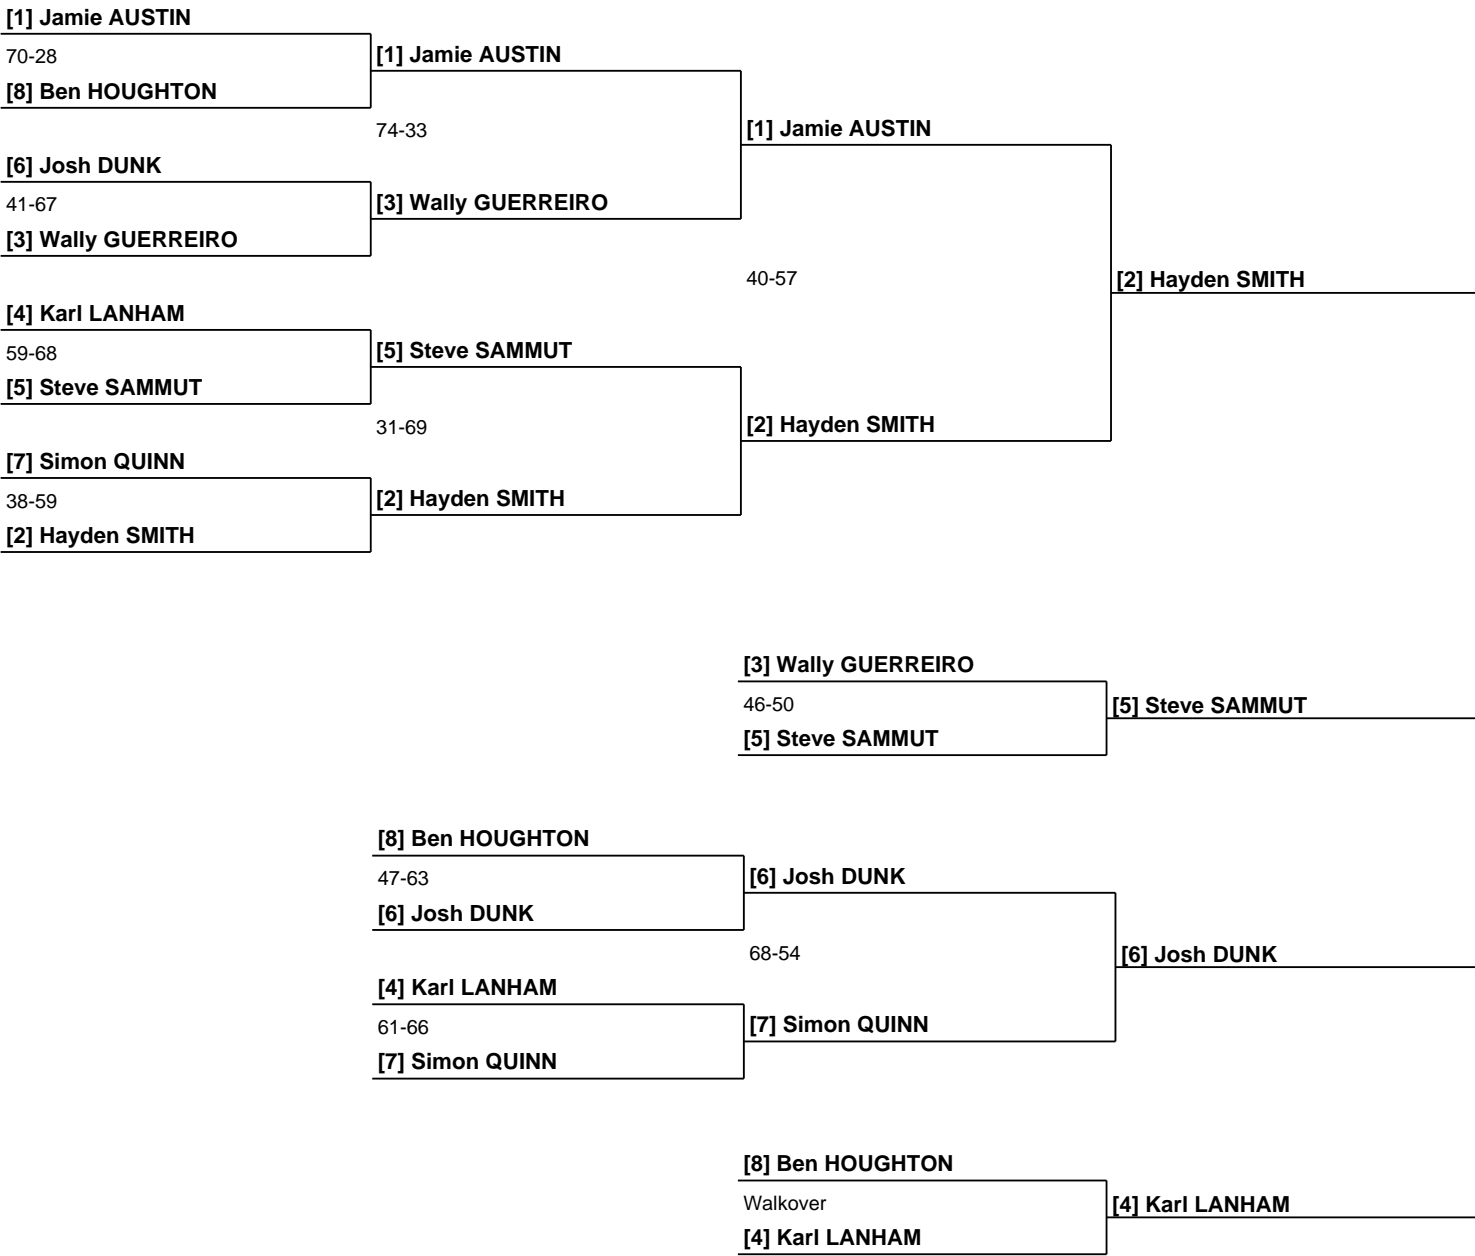 [1] Jamie AUSTIN
70-28
[1] Jamie AUSTIN
[8] Ben HOUGHTON
74-33
[1] Jamie AUSTIN
[6] Josh DUNK
41-67
[3] Wally GUERREIRO
[3] Wally GUERREIRO
40-57
[2] Hayden SMITH
[4] Karl LANHAM
59-68
[5] Steve SAMMUT
[5] Steve SAMMUT
31-69
[2] Hayden SMITH
[7] Simon QUINN
38-59
[2] Hayden SMITH
[2] Hayden SMITH
[3] Wally GUERREIRO
46-50
[5] Steve SAMMUT
[5] Steve SAMMUT
[8] Ben HOUGHTON
47-63
[6] Josh DUNK
[6] Josh DUNK
68-54
[6] Josh DUNK
[4] Karl LANHAM
61-66
[7] Simon QUINN
[7] Simon QUINN
[8] Ben HOUGHTON
Walkover
[4] Karl LANHAM
[4] Karl LANHAM